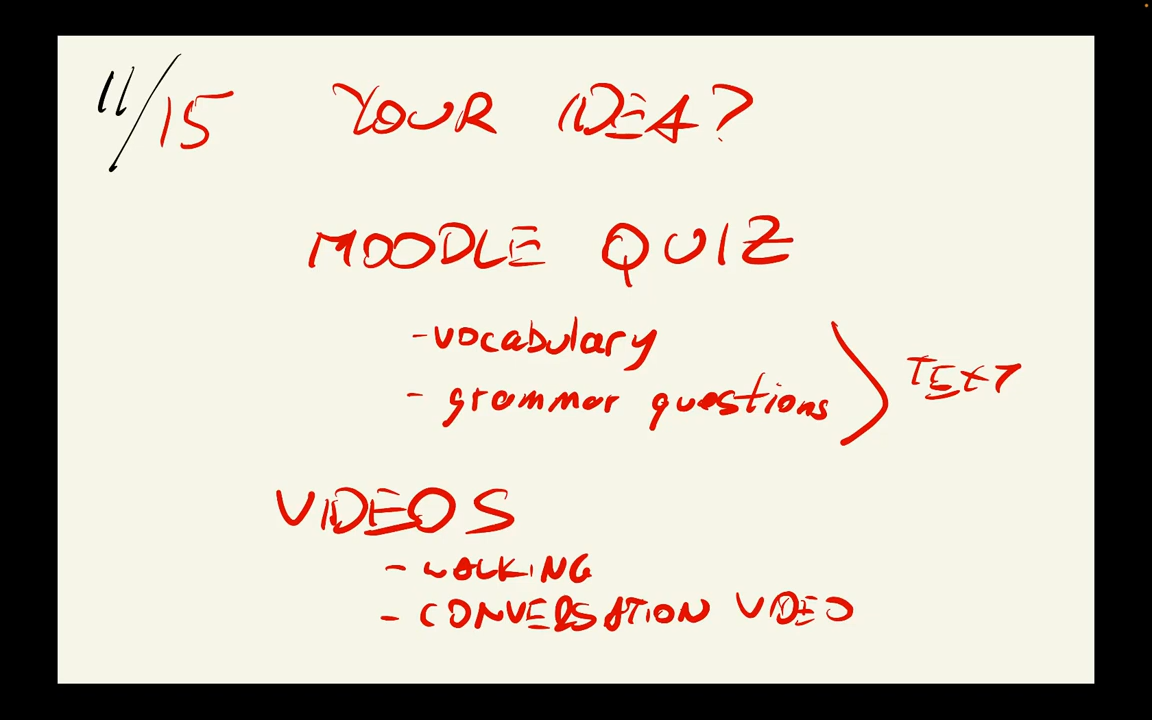 11/15 YOUR IDEA?
MOODLE QUIZ
- vocabulary
- grammar questions
TEXT
VIDEOS
- WALKING
- CONVERSATION VIDEO